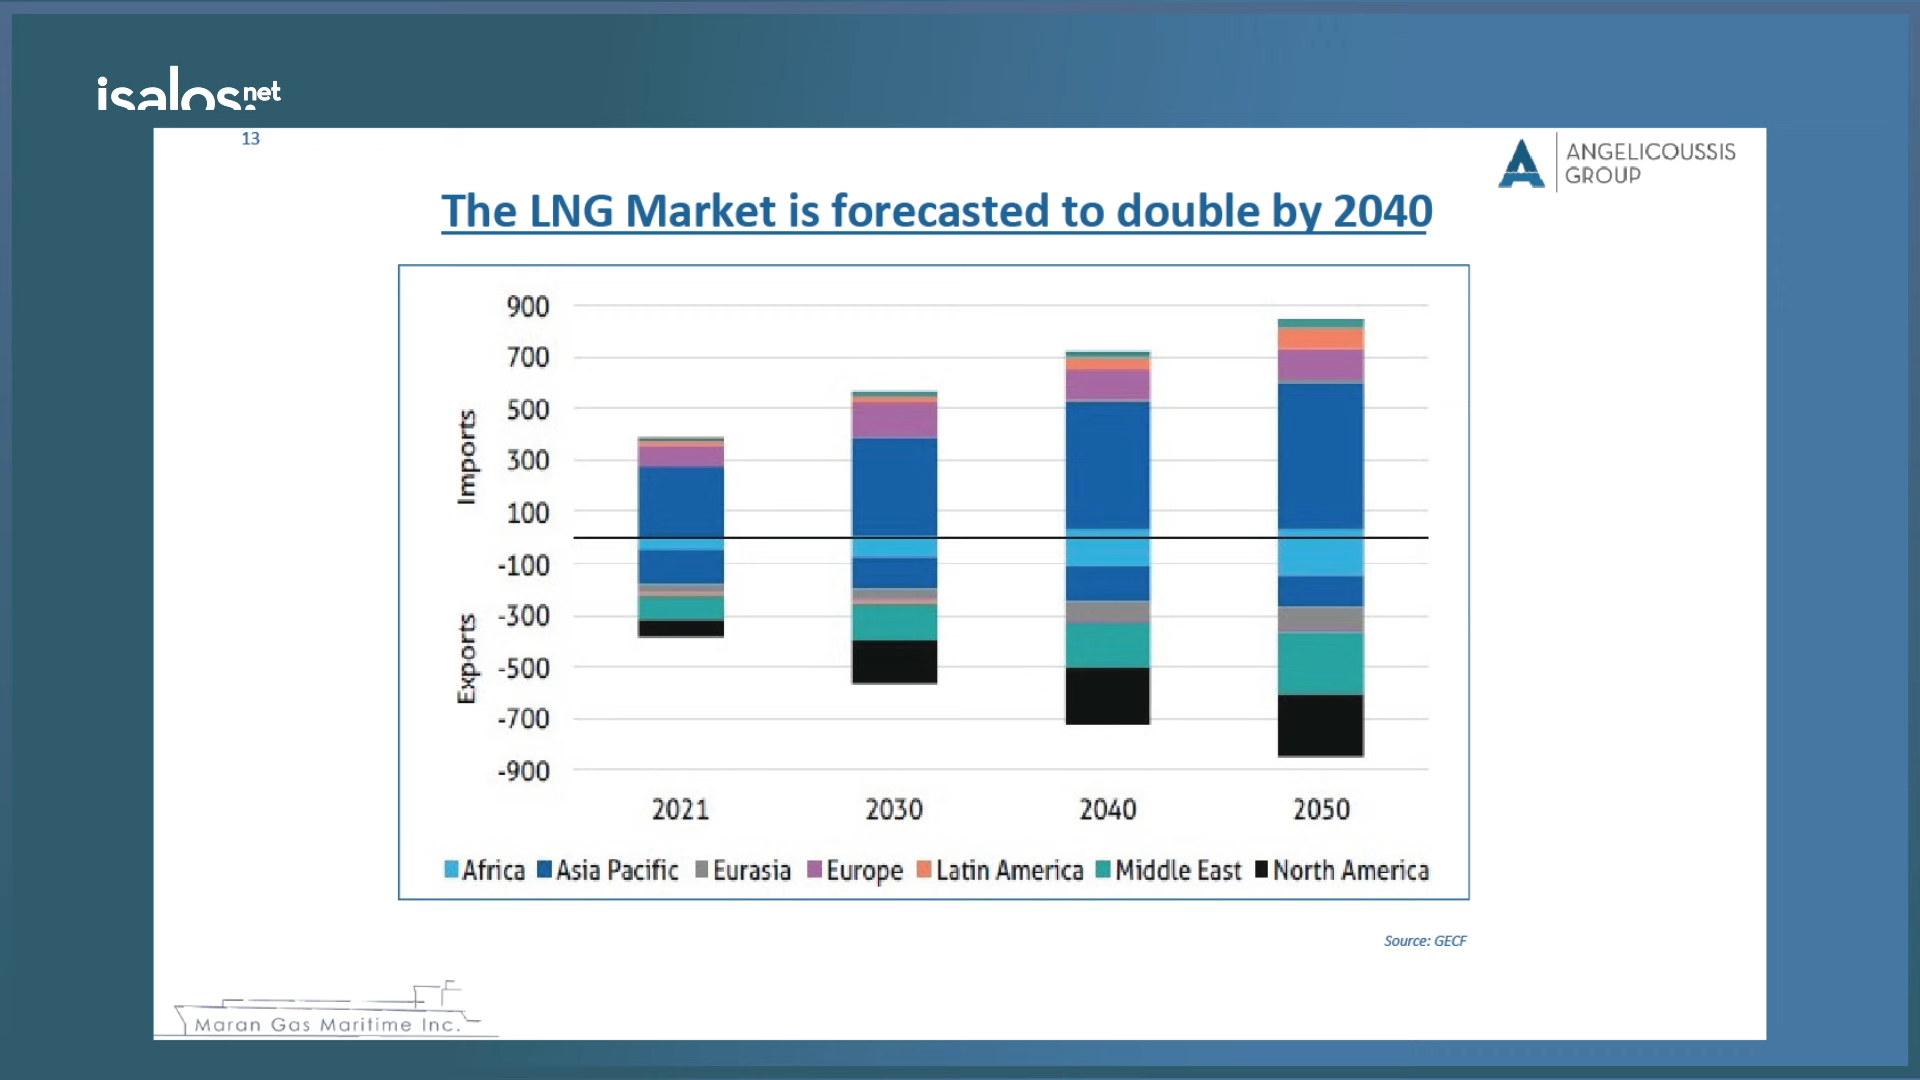 isalos.net
13
ANGELICOUSSIS
GROUP
The LNG Market is forecasted to double by 2040
900
700
500
300
100
-100
-300
-500
-700
-900
Imports
Exports
2021 2030 2040 2050
Africa Asia Pacific Eurasia Europe Latin America Middle East North America
Source: GECF
Maran Gas Maritime Inc.